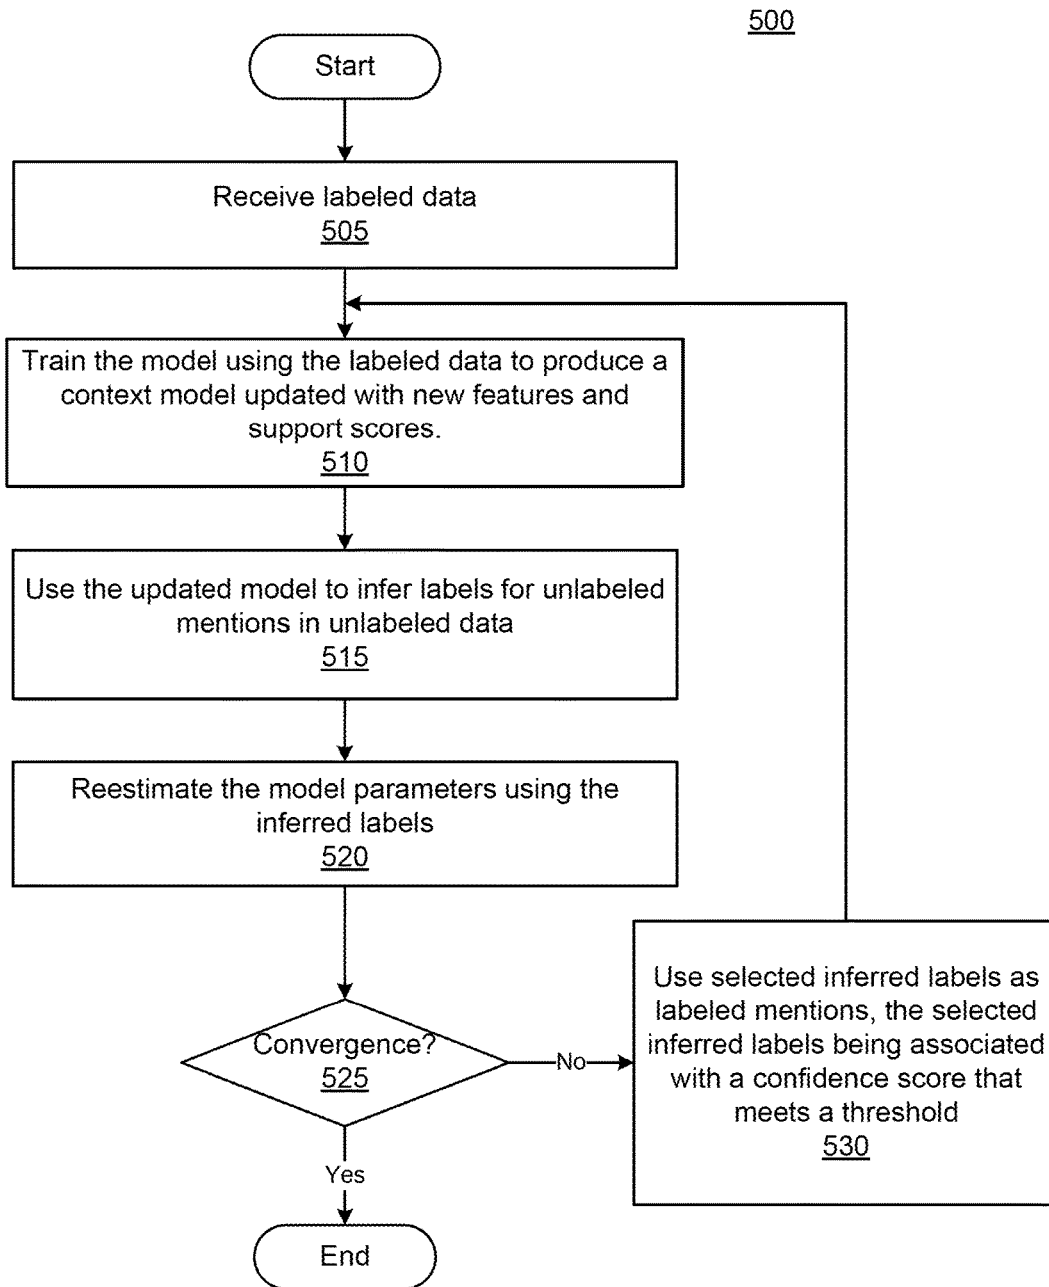 500
Start
Receive labeled data
505
Train the model using the labeled data to produce a
context model updated with new features and
support scores.
510
Use the updated model to infer labels for unlabeled
mentions in unlabeled data
515
Reestimate the model parameters using the
inferred labels
520
Convergence?
525
No
Use selected inferred labels as
labeled mentions, the selected
inferred labels being associated
with a confidence score that
meets a threshold
530
Yes
End